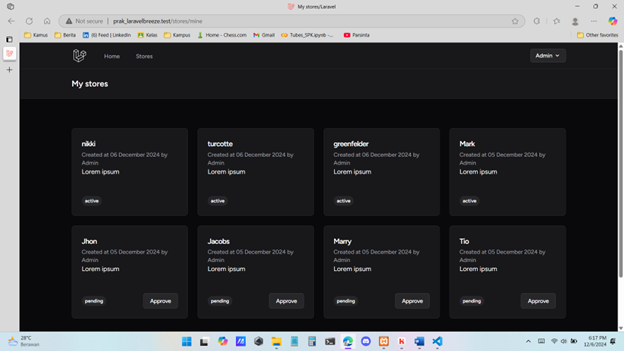 My stores/Laravel
Not secure prak_laravelbreeze.test/stores/mine
Kamus Berita (6) Feed | LinkedIn Kelas Kampus Home - Chess.com Gmail Tubes_SPK.ipynb -... Parsinta Other favorites
Home Stores Admin
My stores
nikki
Created at 06 December 2024 by
Admin
Lorem ipsum
active
turcotte
Created at 06 December 2024 by
Admin
Lorem ipsum
active
greenfelder
Created at 06 December 2024 by
Admin
Lorem ipsum
active
Mark
Created at 05 December 2024 by
Admin
Lorem ipsum
active
Jhon
Created at 05 December 2024 by
Admin
Lorem ipsum
pending Approve
Jacobs
Created at 05 December 2024 by
Admin
Lorem ipsum
pending Approve
Marry
Created at 05 December 2024 by
Admin
Lorem ipsum
pending Approve
Tio
Created at 05 December 2024 by
Admin
Lorem ipsum
pending Approve
28°C
Berawan
6:17 PM
12/6/2024